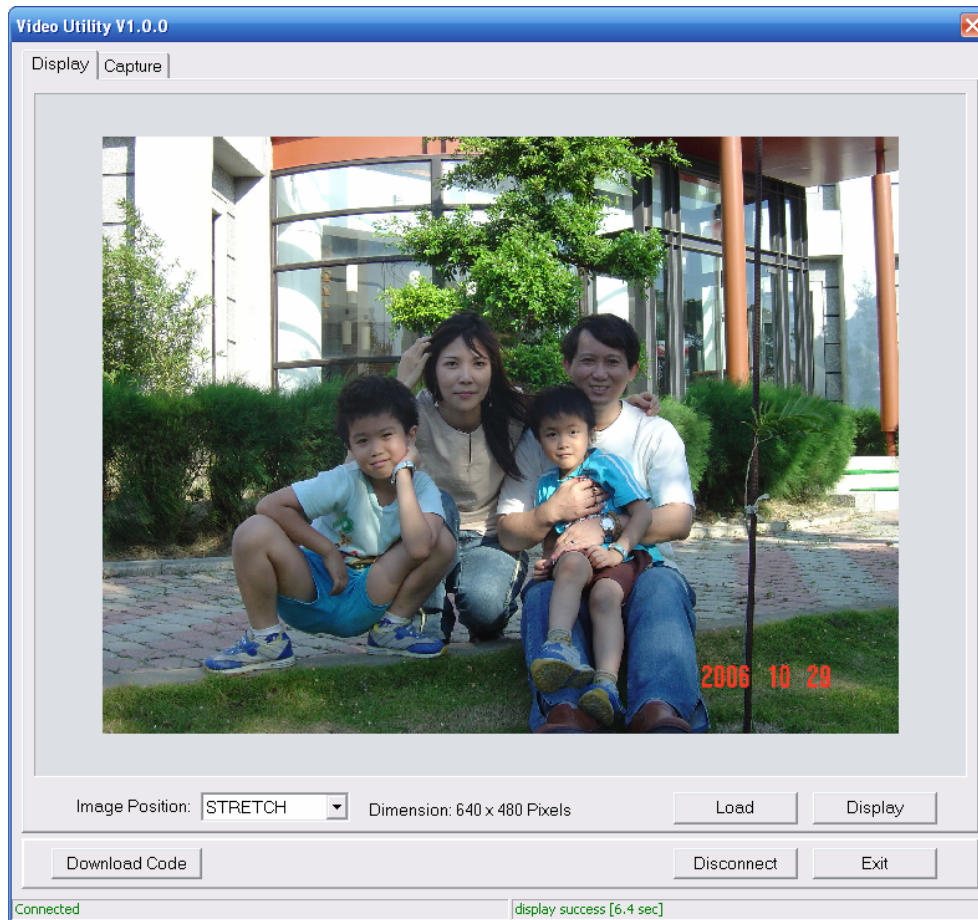 Video Utility V1.0.0
Display Capture
2006 10 29
Image Position: STRETCH Dimension: 640 x 480 Pixels Load Display
Download Code Disconnect Exit
Connected display success [6.4 sec]